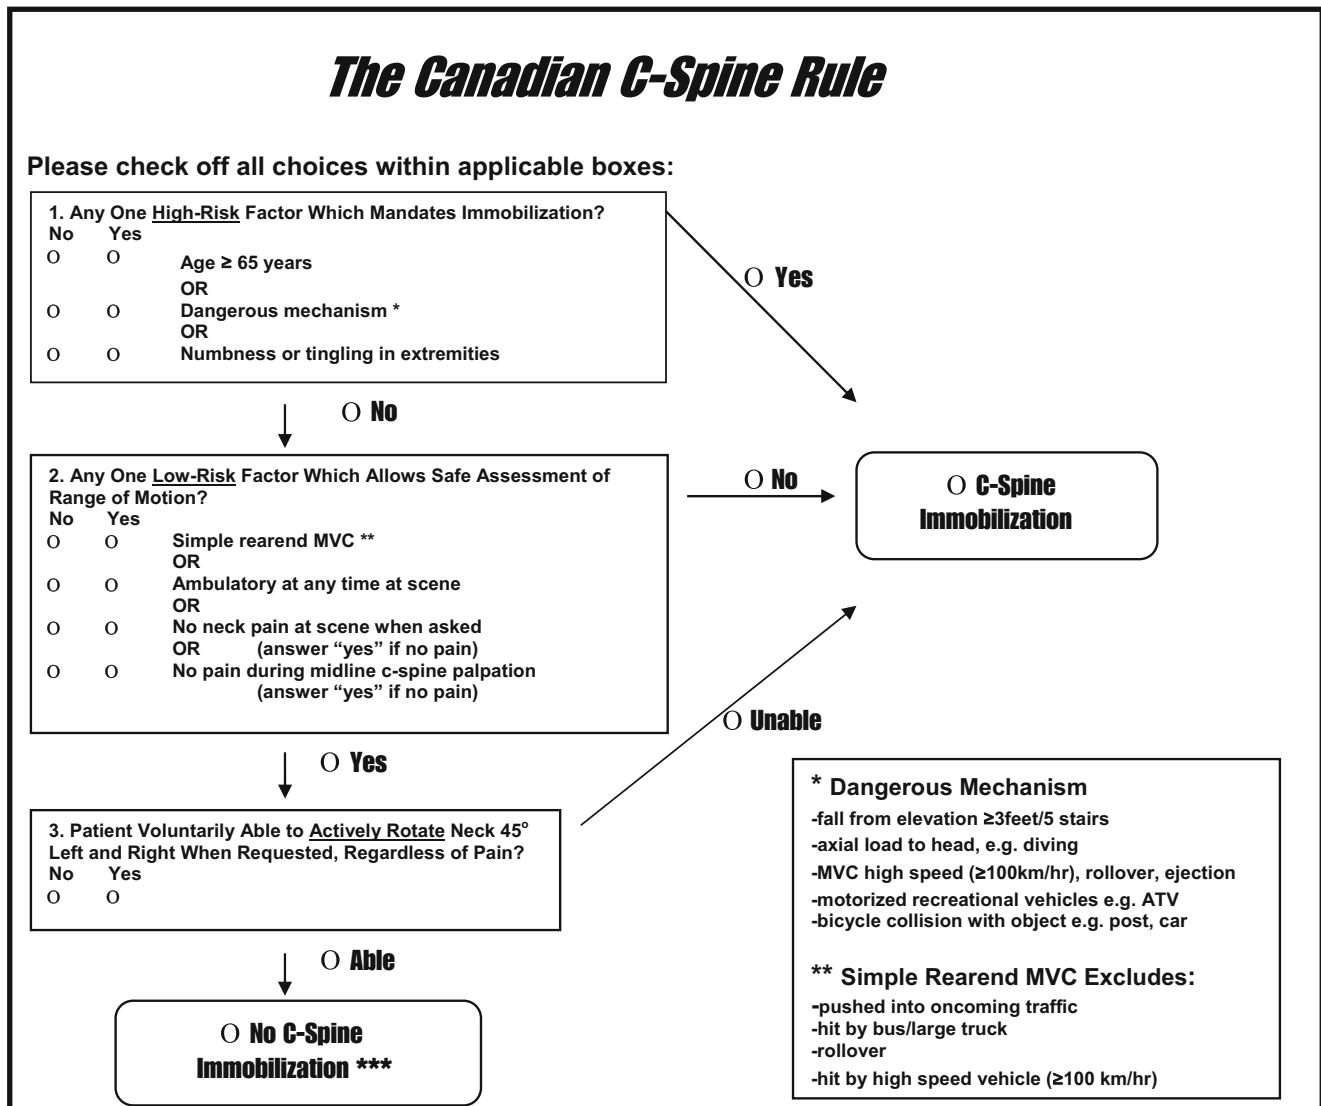 The Canadian C-Spine Rule
Please check off all choices within applicable boxes:
1. Any One High-Risk Factor Which Mandates Immobilization?
No Yes
O O Age ≥ 65 years
OR
O O Dangerous mechanism *
OR
O O Numbness or tingling in extremities
O Yes
O No
2. Any One Low-Risk Factor Which Allows Safe Assessment of
Range of Motion?
No Yes
O O Simple rearend MVC **
OR
O O Ambulatory at any time at scene
OR
O O No neck pain at scene when asked
OR (answer “yes” if no pain)
O O No pain during midline c-spine palpation
(answer “yes” if no pain)
O No
O C-Spine
Immobilization
O Yes
O Unable
3. Patient Voluntarily Able to Actively Rotate Neck 45°
Left and Right When Requested, Regardless of Pain?
No Yes
O O
O Able
O No C-Spine
Immobilization ***
* Dangerous Mechanism
-fall from elevation ≥3feet/5 stairs
-axial load to head, e.g. diving
-MVC high speed (≥100km/hr), rollover, ejection
-motorized recreational vehicles e.g. ATV
-bicycle collision with object e.g. post, car
** Simple Rearend MVC Excludes:
-pushed into oncoming traffic
-hit by bus/large truck
-rollover
-hit by high speed vehicle (≥100 km/hr)